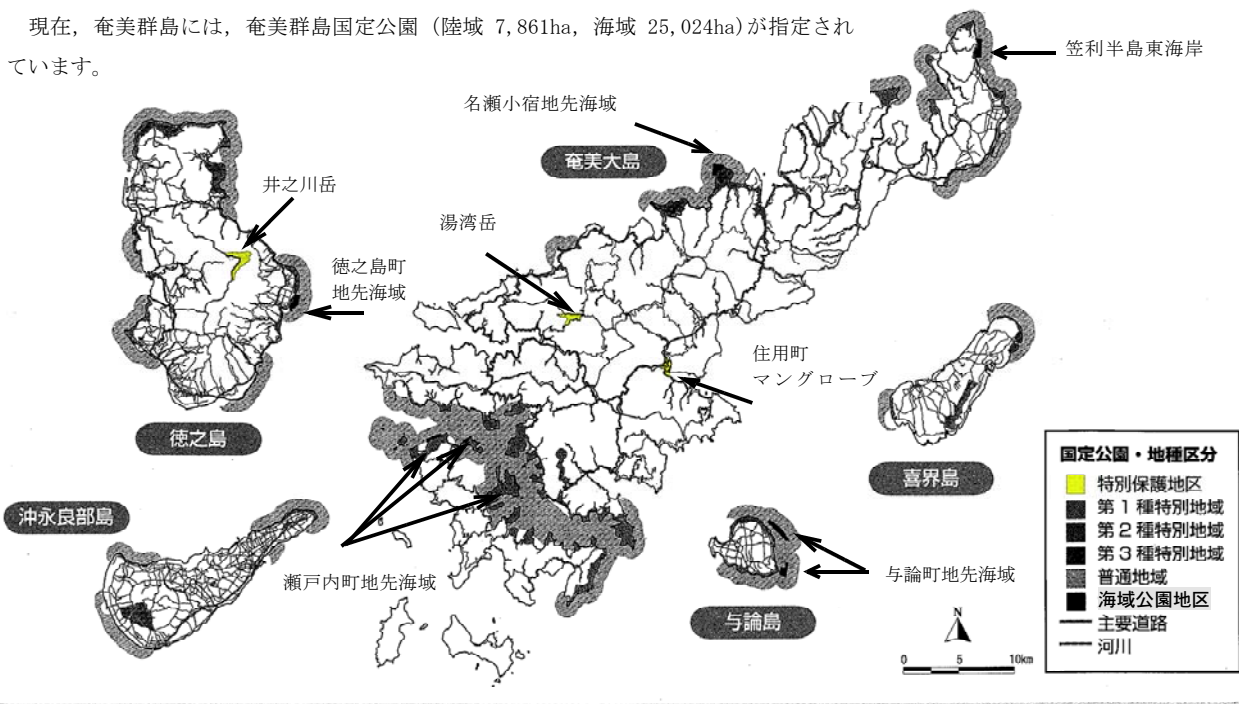 現在，奄美群島には，奄美群島国定公園（陸域 7,861ha，海域 25,024ha)が指定され
ています。
笠利半島東海岸
名瀬小宿地先海域
奄美大島
井之川岳
湯湾岳
徳之島町
地先海域
住用町
マングローブ
徳之島
喜界島
沖永良部島
瀬戸内町地先海域
与論町地先海域
与論島
N
0 5 10km
国定公園・地種区分
特別保護地区
第１種特別地域
第２種特別地域
第３種特別地域
普通地域
海域公園地区
主要道路
河川